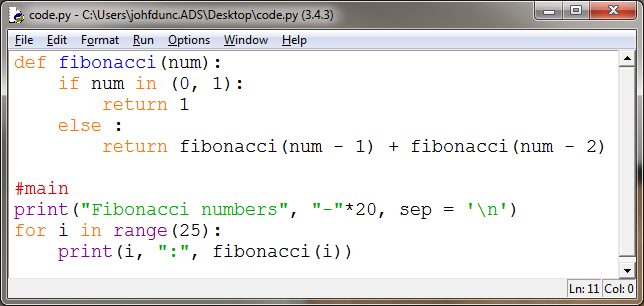 code.py - C:\Users\johfdunc.ADS\Desktop\code.py (3.4.3)
File Edit Format Run Options Window Help
def fibonacci(num):
    if num in (0, 1):
        return 1
    else :
        return fibonacci(num - 1) + fibonacci(num - 2)

#main
print("Fibonacci numbers", "-"*20, sep = '\n')
for i in range(25):
    print(i, ":", fibonacci(i))
Ln: 11 Col: 0